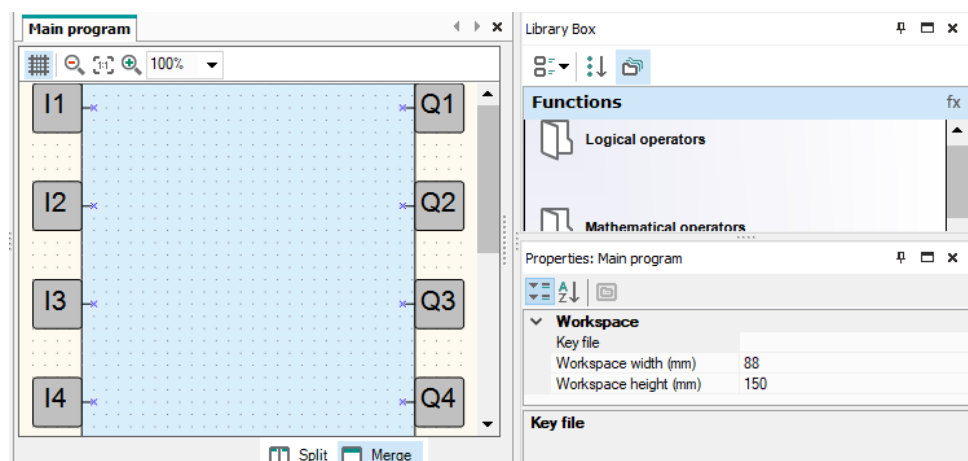 Main program
100%
I1
Q1
I2
Q2
I3
Q3
I4
Q4
Split
Merge
Library Box
Functions
fx
Logical operators
Mathematical operators
Properties: Main program
Workspace
Key file
Workspace width (mm) 88
Workspace height (mm) 150
Key file